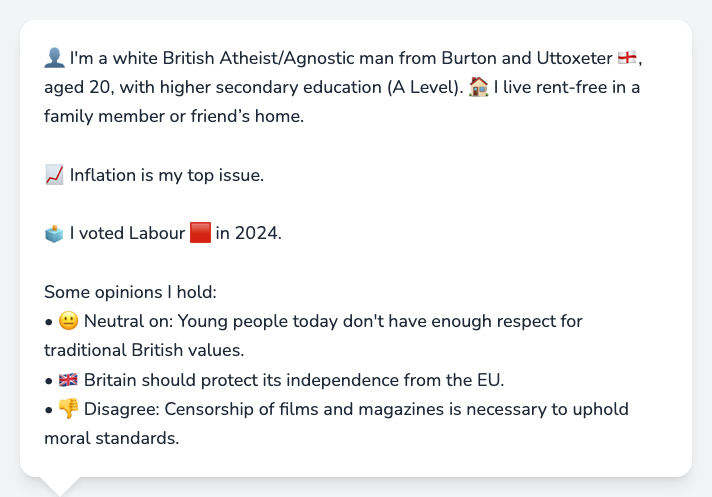 👤 I'm a white British Atheist/Agnostic man from Burton and Uttoxeter 🏴󠁧󠁢󠁥󠁮󠁧󠁿,
aged 20, with higher secondary education (A Level). 🏠 I live rent-free in a
family member or friend’s home.
📈 Inflation is my top issue.
🗳️ I voted Labour 🟥 in 2024.
Some opinions I hold:
• 😐 Neutral on: Young people today don't have enough respect for
traditional British values.
• 🇬🇧 Britain should protect its independence from the EU.
• 👎 Disagree: Censorship of films and magazines is necessary to uphold
moral standards.